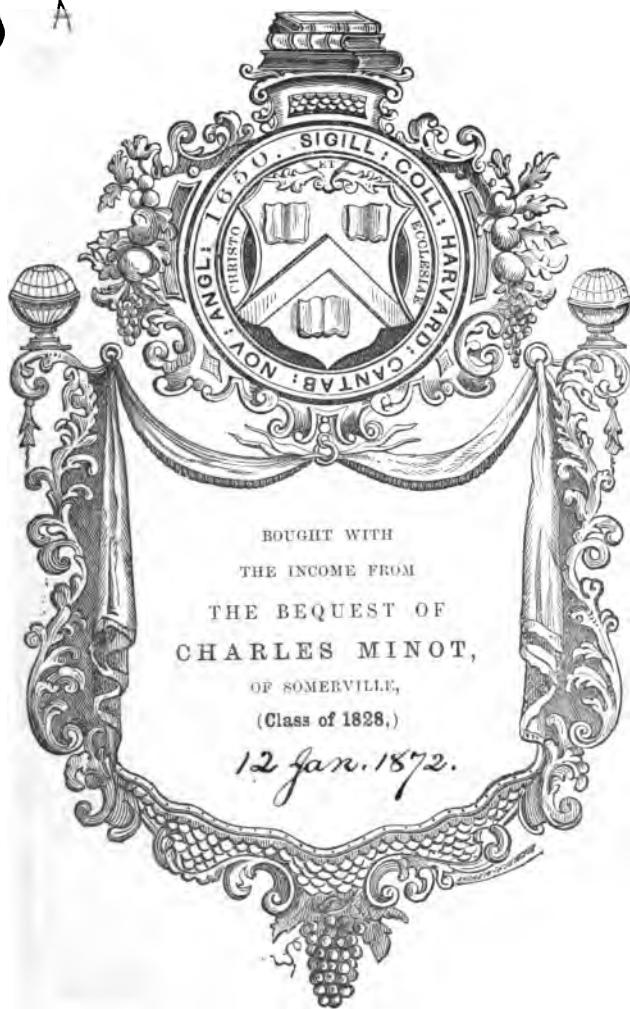 A
SIGILL: COLL: HARVARD: CANTAB: NOV: ANGL: 1650.
ET
CHRISTO
ECCLESIAE
BOUGHT WITH
THE INCOME FROM
THE BEQUEST OF
CHARLES MINOT,
OF SOMERVILLE,
(Class of 1828,)
12 Jan. 1872.